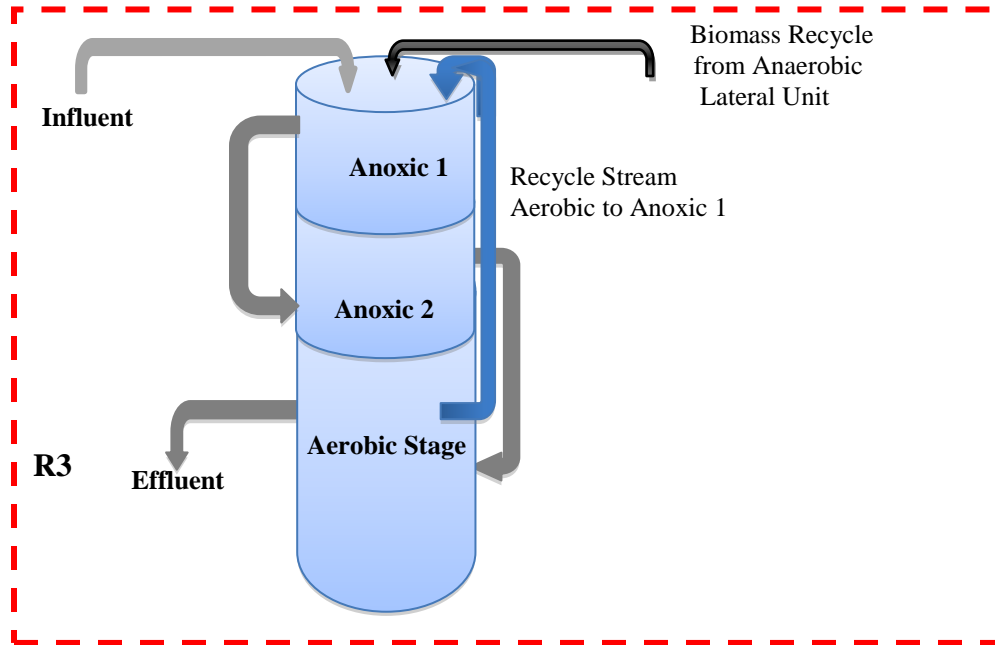 Biomass Recycle
from Anaerobic
Lateral Unit
Influent
Anoxic 1
Recycle Stream
Aerobic to Anoxic 1
Anoxic 2
Aerobic Stage
R3
Effluent